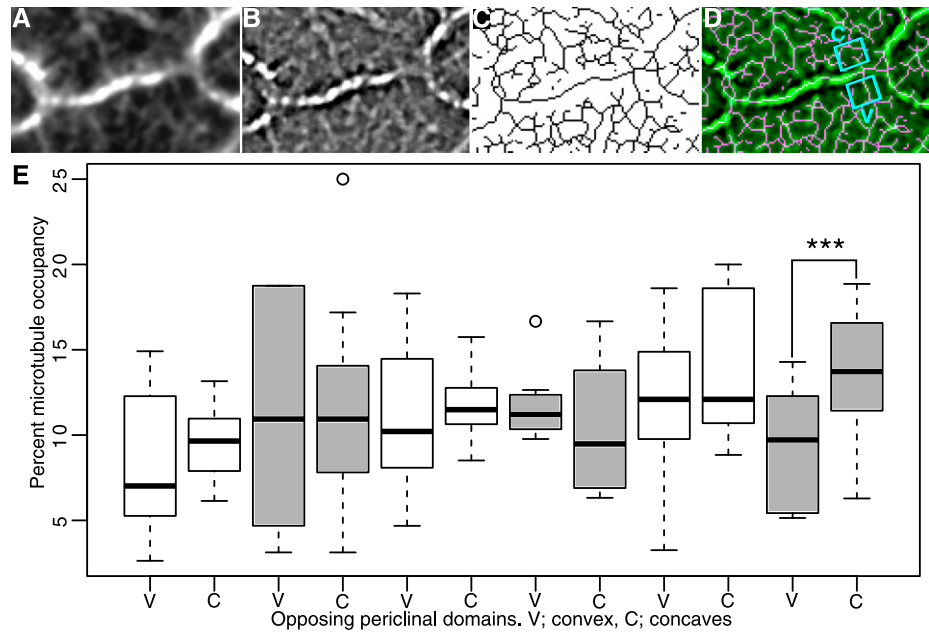 A B C D
C
V
E
Percent microtubule occupancy
25
20
15
10
5
***
V C V C V C V C V C V C
Opposing periclinal domains. V; convex, C; concaves